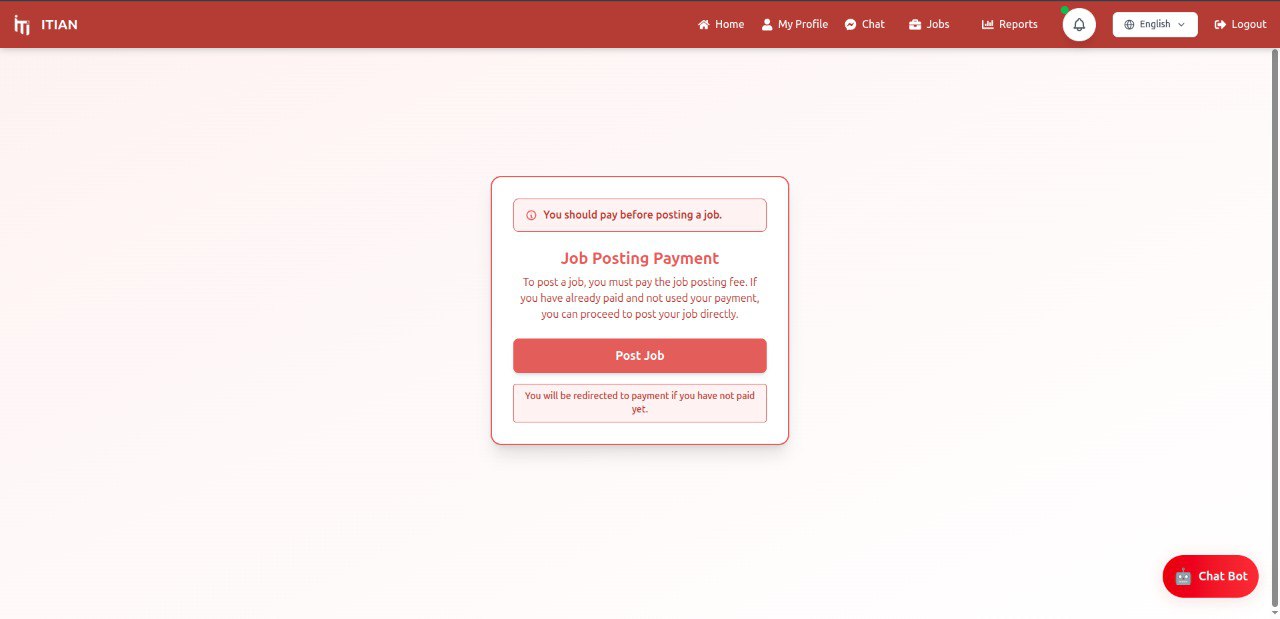 iTi ITIAN
Home My Profile Chat Jobs Reports English Logout
You should pay before posting a job.
Job Posting Payment
To post a job, you must pay the job posting fee. If
you have already paid and not used your payment,
you can proceed to post your job directly.
Post Job
You will be redirected to payment if you have not paid
yet.
Chat Bot